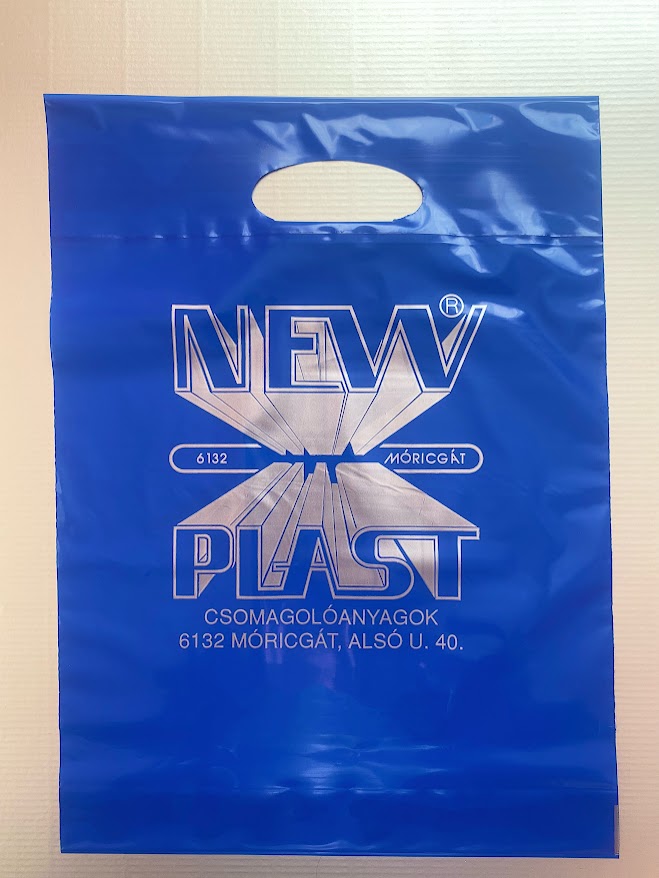 NEW ®
6132 MÓRICGÁT
PLAST
CSOMAGOLÓANYAGOK
6132 MÓRICGÁT, ALSÓ U. 40.